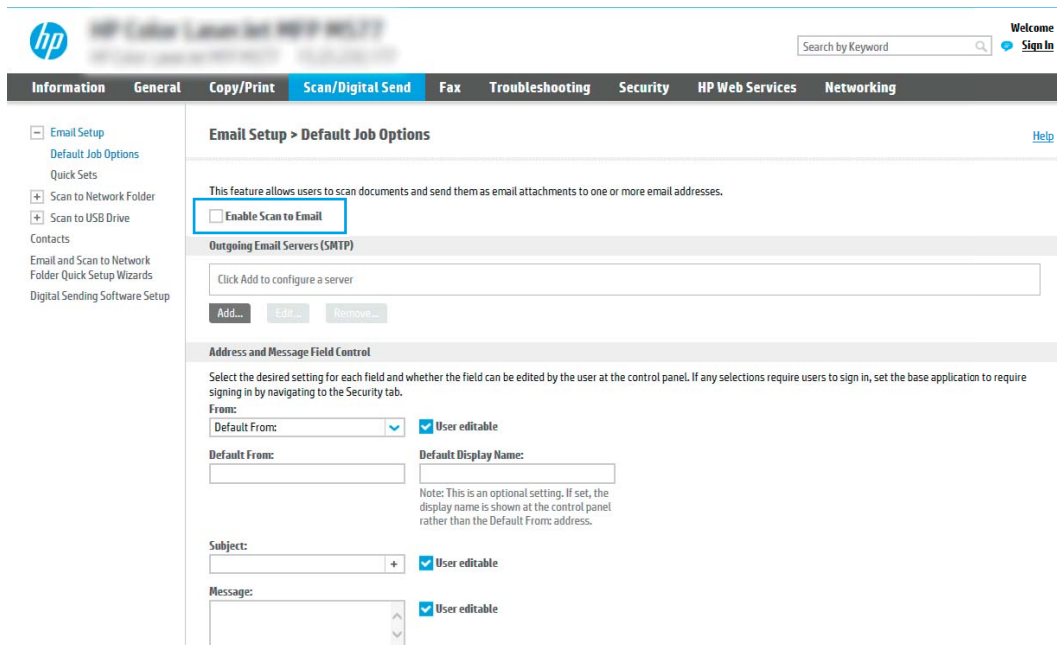 hp
Welcome
Search by Keyword
Sign In
Information General Copy/Print Scan/Digital Send Fax Troubleshooting Security HP Web Services Networking
Email Setup
Default Job Options
Quick Sets
Scan to Network Folder
Scan to USB Drive
Contacts
Email and Scan to Network
Folder Quick Setup Wizards
Digital Sending Software Setup
Email Setup > Default Job Options
Help
This feature allows users to scan documents and send them as email attachments to one or more email addresses.
Enable Scan to Email
Outgoing Email Servers (SMTP)
Click Add to configure a server
Add... Edit... Remove...
Address and Message Field Control
Select the desired setting for each field and whether the field can be edited by the user at the control panel. If any selections require users to sign in, set the base application to require
signing in by navigating to the Security tab.
From:
Default From: User editable
Default From: Default Display Name:
Note: This is an optional setting. If set, the
display name is shown at the control panel
rather than the Default From: address.
Subject:
+ User editable
Message:
User editable